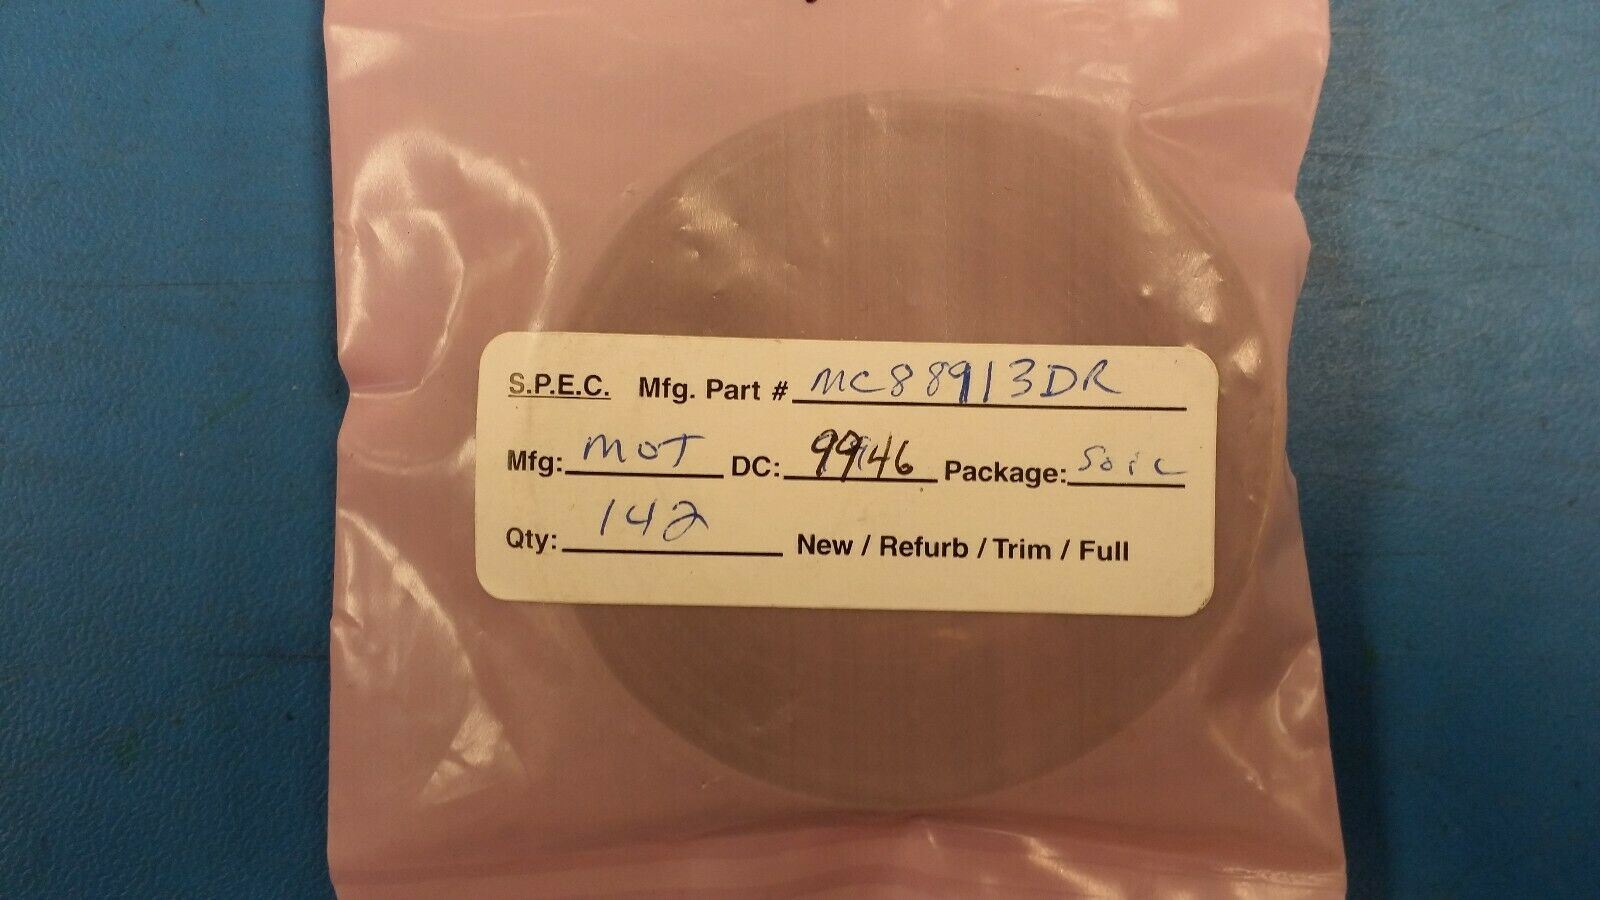 S.P.E.C. Mfg. Part # MC88913DR
Mfg: MOT DC: 9946 Package: Soic
Qty: 142 New / Refurb / Trim / Full